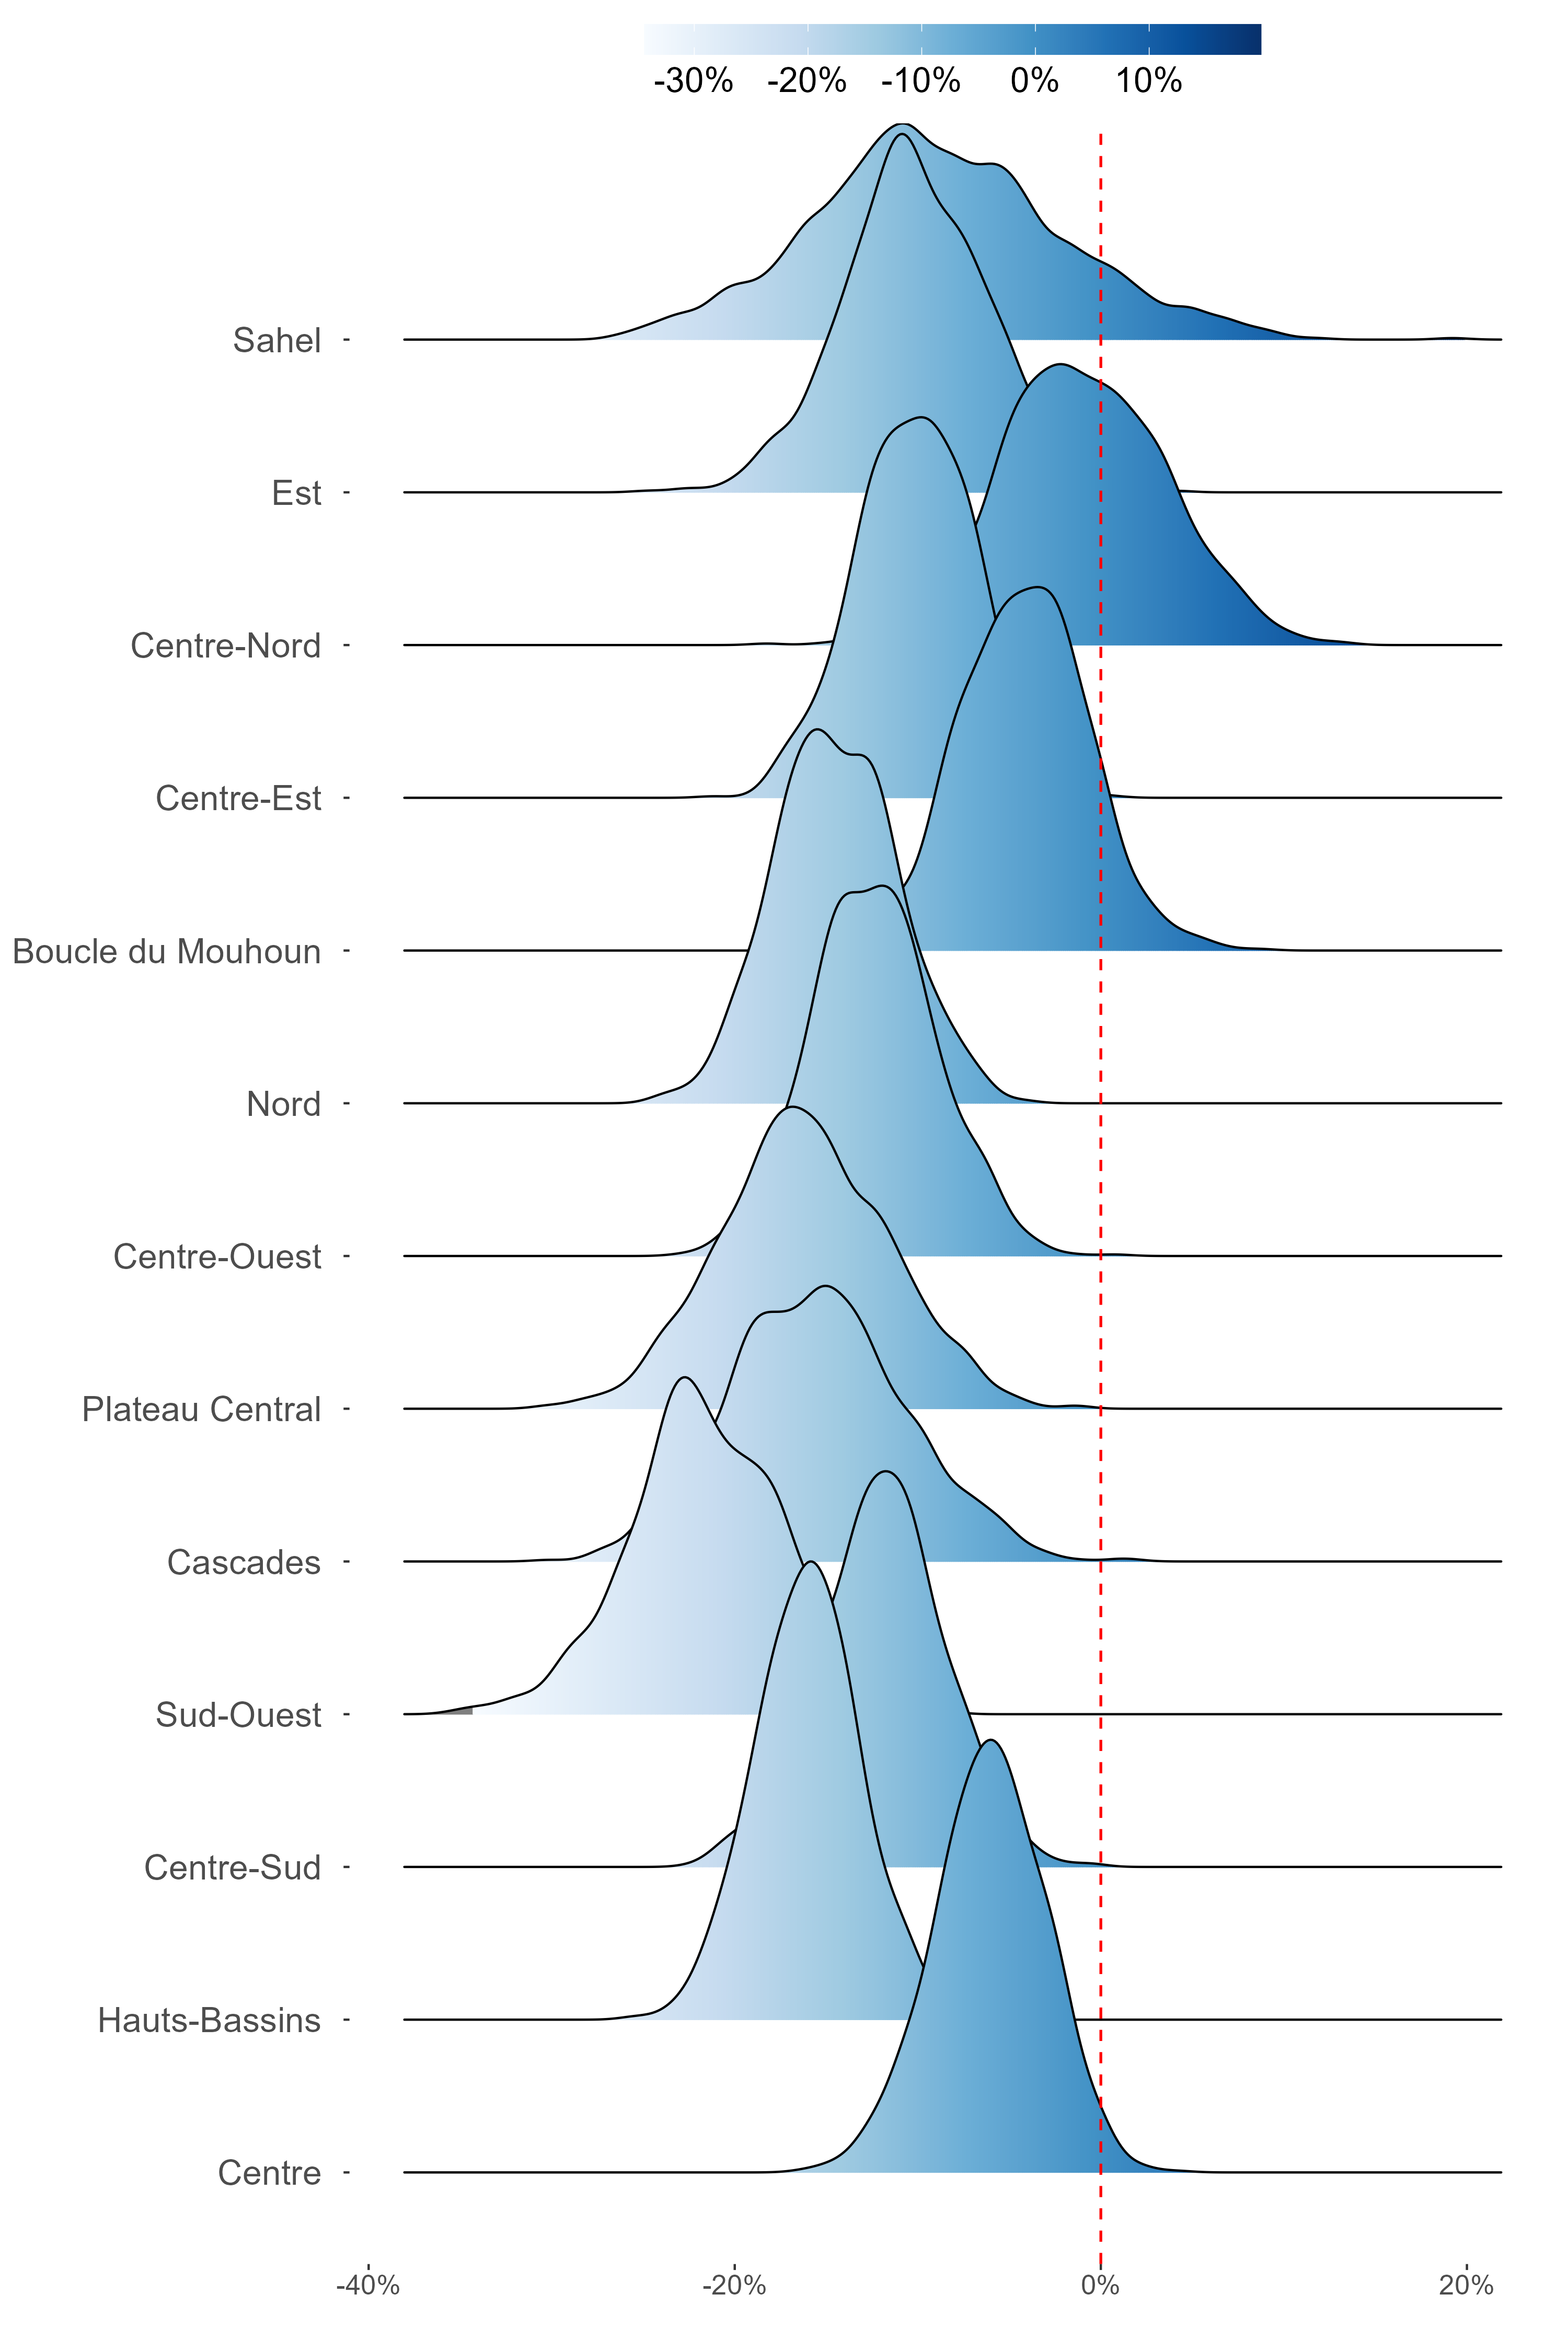 -30% -20% -10% 0% 10%
Sahel
Est
Centre-Nord
Centre-Est
Boucle du Mouhoun
Nord
Centre-Ouest
Plateau Central
Cascades
Sud-Ouest
Centre-Sud
Hauts-Bassins
Centre
-40% -20% 0% 20%